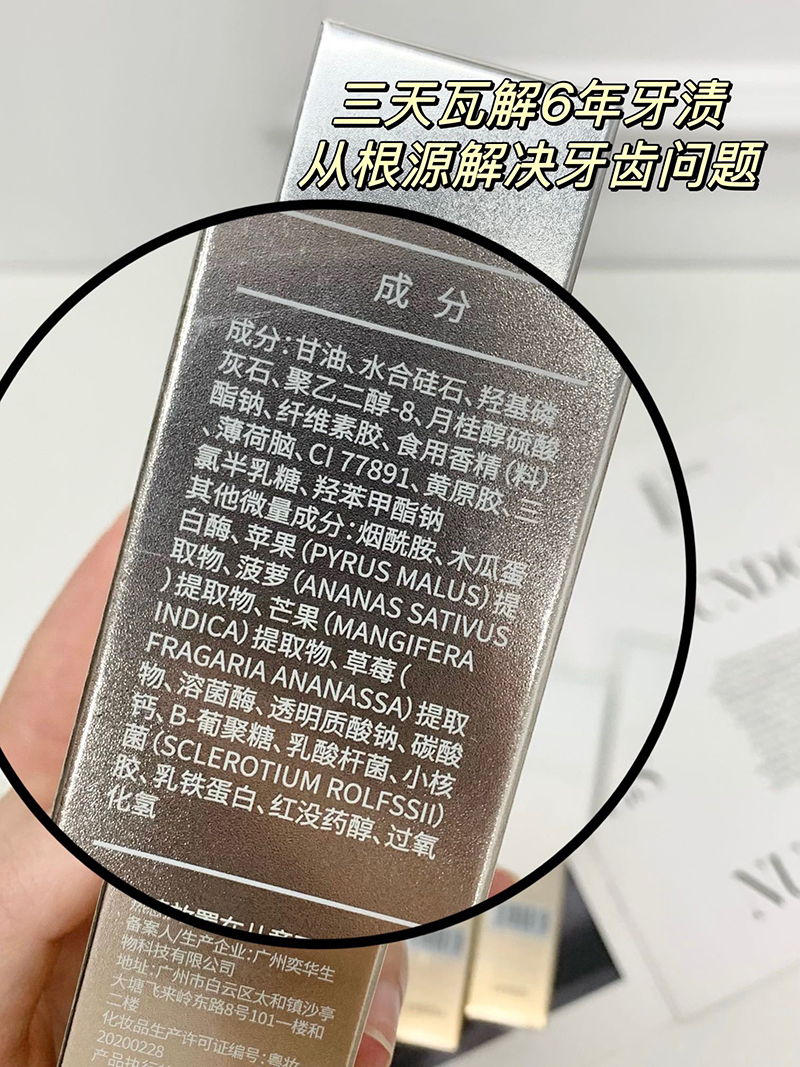 三天瓦解6年牙渍
从根源解决牙齿问题
成 分
成分:甘油、水合硅石、羟基磷
灰石、聚乙二醇-8、月桂醇硫酸
酯钠、纤维素胶、食用香精(料)
、薄荷脑、CI 77891、黄原胶、三
氯半乳糖、羟苯甲酯钠
其他微量成分:烟酰胺、木瓜蛋
白酶、苹果(PYRUS MALUS)提
取物、菠萝(ANANAS SATIVUS
)提取物、芒果(MANGIFERA
INDICA)提取物、草莓(
FRAGARIA ANANASSA)提取
物、溶菌酶、透明质酸钠、碳酸
钙、B-葡聚糖、乳酸杆菌、小核
菌(SCLEROTIUM ROLFSSII)
胶、乳铁蛋白、红没药醇、过氧
化氢
备案人/生产企业:广州奕华生
物科技有限公司
地址:广州市白云区太和镇沙亭
大塘飞来岭东路8号101一楼和
二楼
化妆品生产许可证编号:粤妆
20200228
产品执行